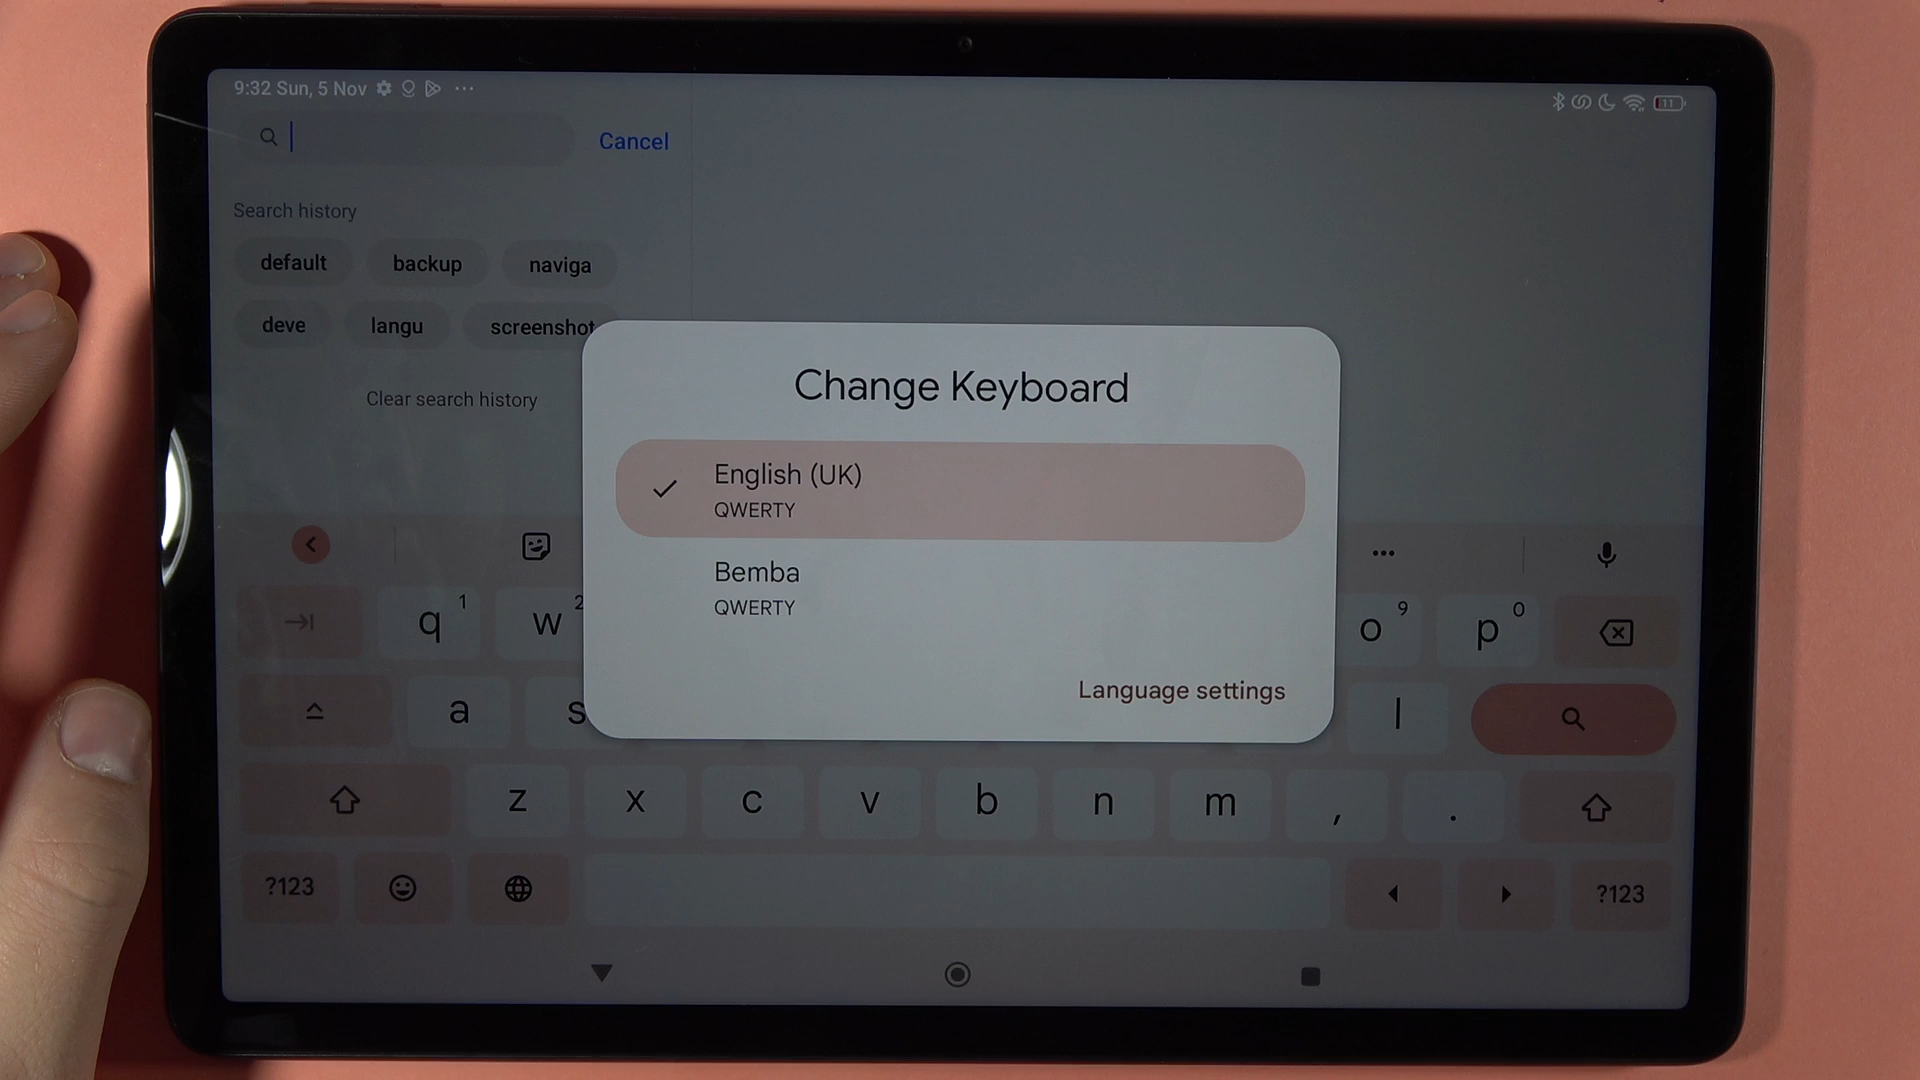 9:32 Sun, 5 Nov
11
Cancel
Search history
default backup naviga
deve langu screenshot
Clear search history
Change Keyboard
English (UK)
QWERTY
Bemba
QWERTY
Language settings
q 1 w 2 o 9 p 0
a s l
z x c v b n m , .
?123 ?123